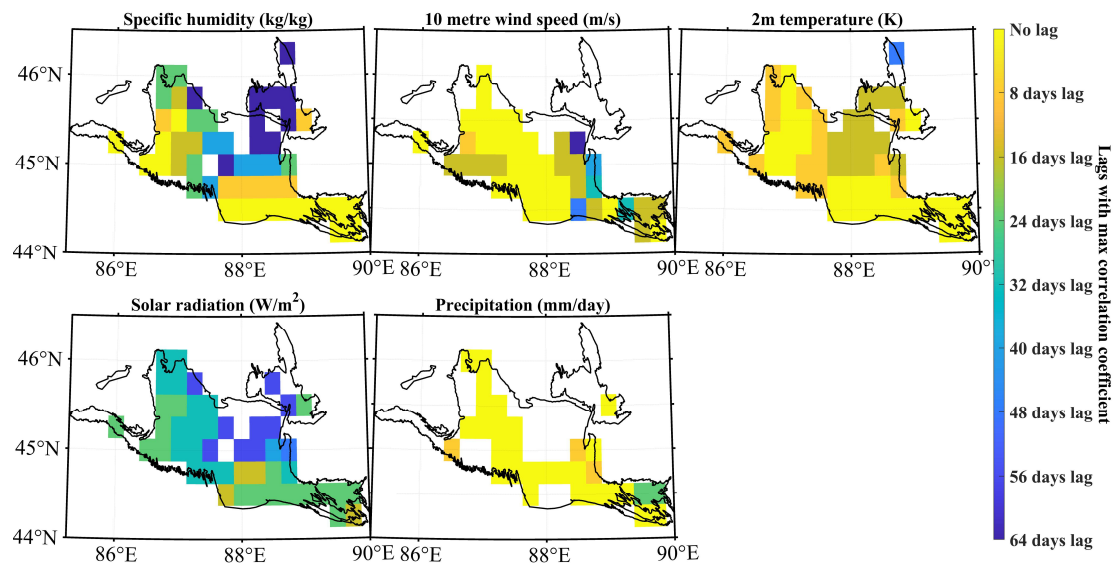 Specific humidity (kg/kg)
10 metre wind speed (m/s)
2m temperature (K)
46°N
45°N
44°N
86°E
88°E
90°E
86°E
88°E
90°E
86°E
88°E
90°
Solar radiation (W/m²)
Precipitation (mm/day)
46°N
45°N
44°N
86°E
88°E
90°E
86°E
88°E
90°E
No lag
8 days lag
16 days lag
24 days lag
32 days lag
40 days lag
48 days lag
56 days lag
64 days lag
Lags with max correlation coefficient